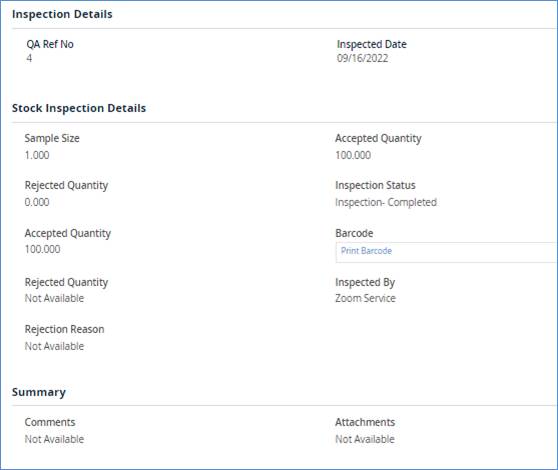 Inspection Details
QA Ref No
Inspected Date
4
09/16/2022
Stock Inspection Details
Sample Size
Accepted Quantity
1.000
100.000
Rejected Quantity
Inspection Status
0.000
Inspection- Completed
Accepted Quantity
Barcode
100.000
Print Barcode
Rejected Quantity
Inspected By
Not Available
Zoom Service
Rejection Reason
Not Available
Summary
Comments
Attachments
Not Available
Not Available